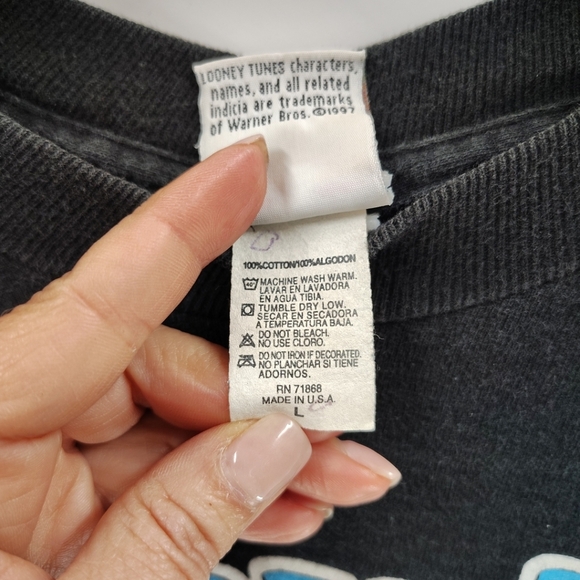 LOONEY TUNES characters,
names, and all related
indicia are trademarks
of Warner Bros. ©1997
100%COTTON/100%ALGODON
40 MACHINE WASH WARM.
LAVAR EN LAVADORA
EN AGUA TIBIA.
TUMBLE DRY LOW.
SECAR EN SECADORA
A TEMPERATURA BAJA.
DO NOT BLEACH.
NO USE CLORO.
DO NOT IRON IF DECORATED.
NO PLANCHAR SI TIENE
ADORNOS.
RN 71868
MADE IN U.S.A.
L